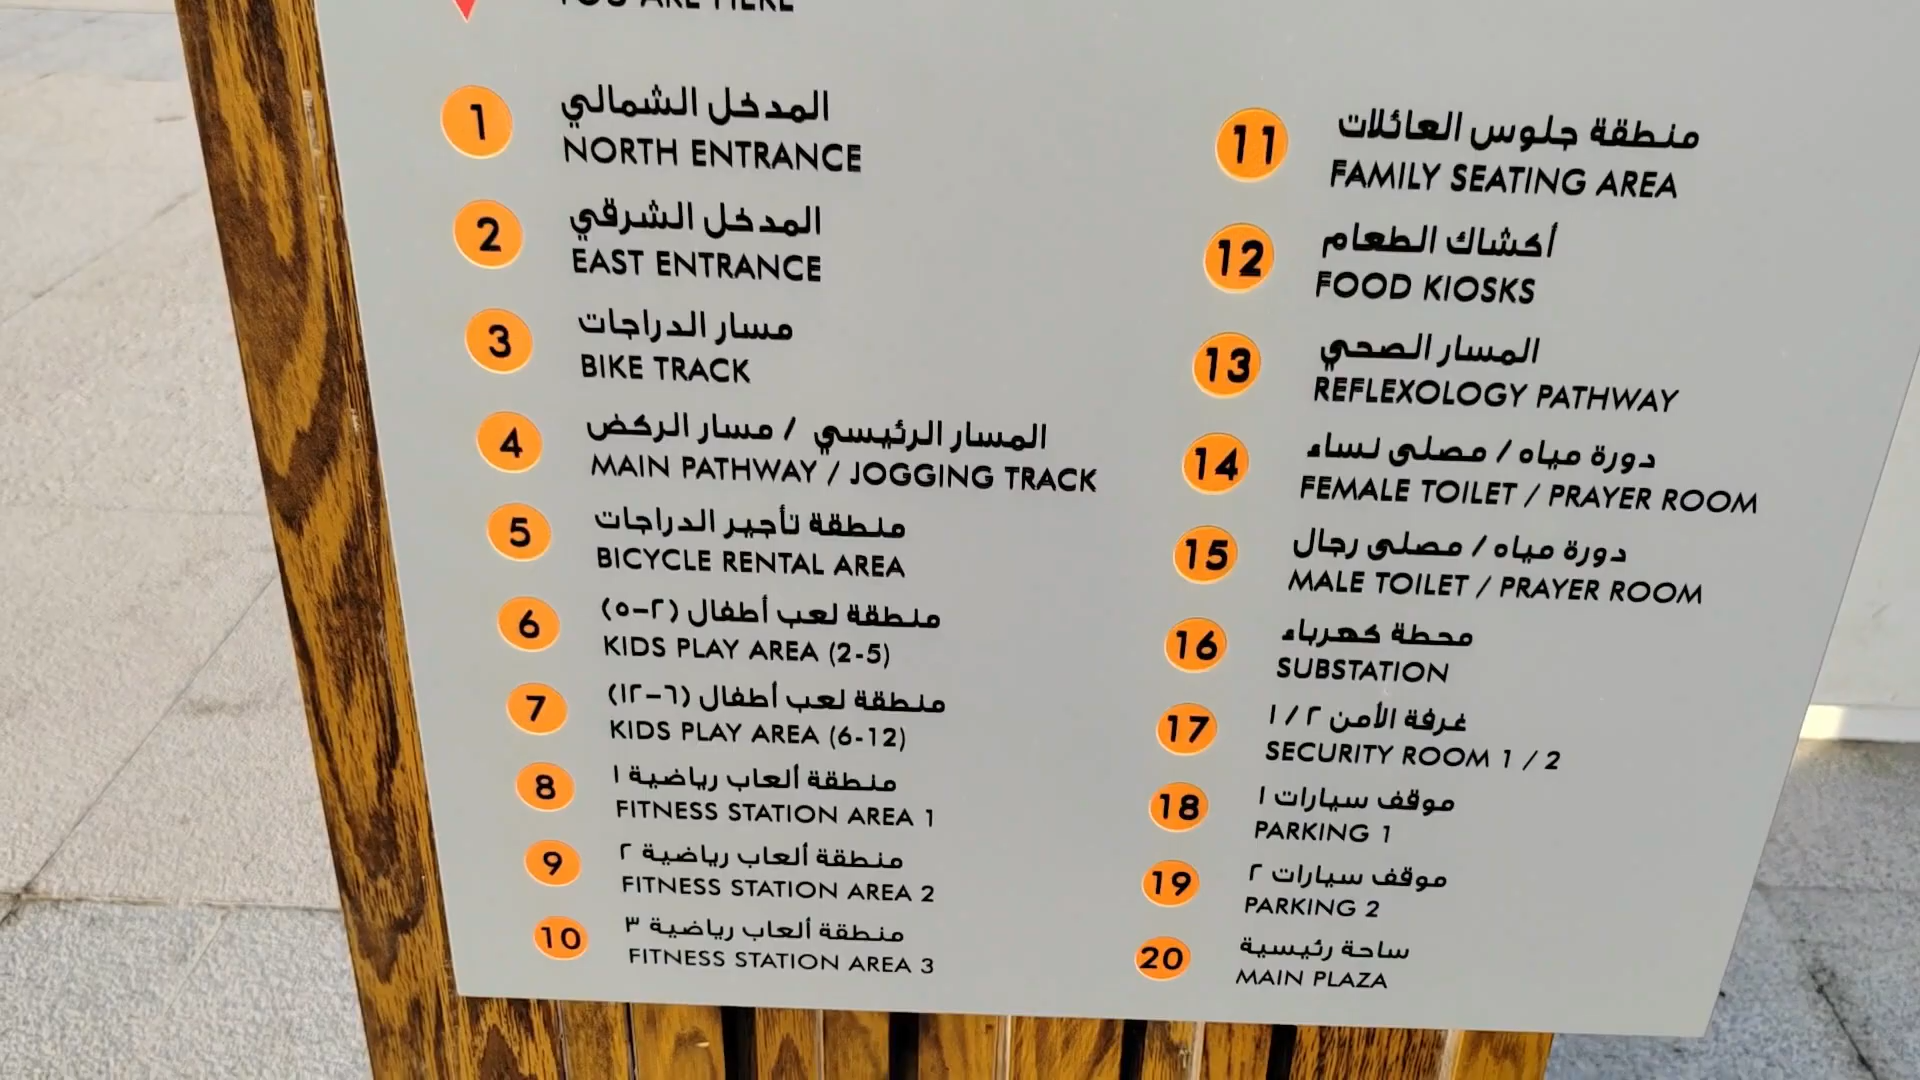 YOU ARE HERE
1
المدخل الشمالي
NORTH ENTRANCE
2
المدخل الشرقي
EAST ENTRANCE
3
مسار الدراجات
BIKE TRACK
4
المسار الرئيسي / مسار الركض
MAIN PATHWAY / JOGGING TRACK
5
منطقة تأجير الدراجات
BICYCLE RENTAL AREA
6
منطقة لعب أطفال (٢-٥)
KIDS PLAY AREA (2-5)
7
منطقة لعب أطفال (٦-١٢)
KIDS PLAY AREA (6-12)
8
منطقة ألعاب رياضية ١
FITNESS STATION AREA 1
9
منطقة ألعاب رياضية ٢
FITNESS STATION AREA 2
10
منطقة ألعاب رياضية ٣
FITNESS STATION AREA 3
11
منطقة جلوس العائلات
FAMILY SEATING AREA
12
أكشاك الطعام
FOOD KIOSKS
13
المسار الصحي
REFLEXOLOGY PATHWAY
14
دورة مياه / مصلى نساء
FEMALE TOILET / PRAYER ROOM
15
دورة مياه / مصلى رجال
MALE TOILET / PRAYER ROOM
16
محطة كهرباء
SUBSTATION
17
غرفة الأمن ٢ / ١
SECURITY ROOM 1 / 2
18
موقف سيارات ١
PARKING 1
19
موقف سيارات ٢
PARKING 2
20
ساحة رئيسية
MAIN PLAZA